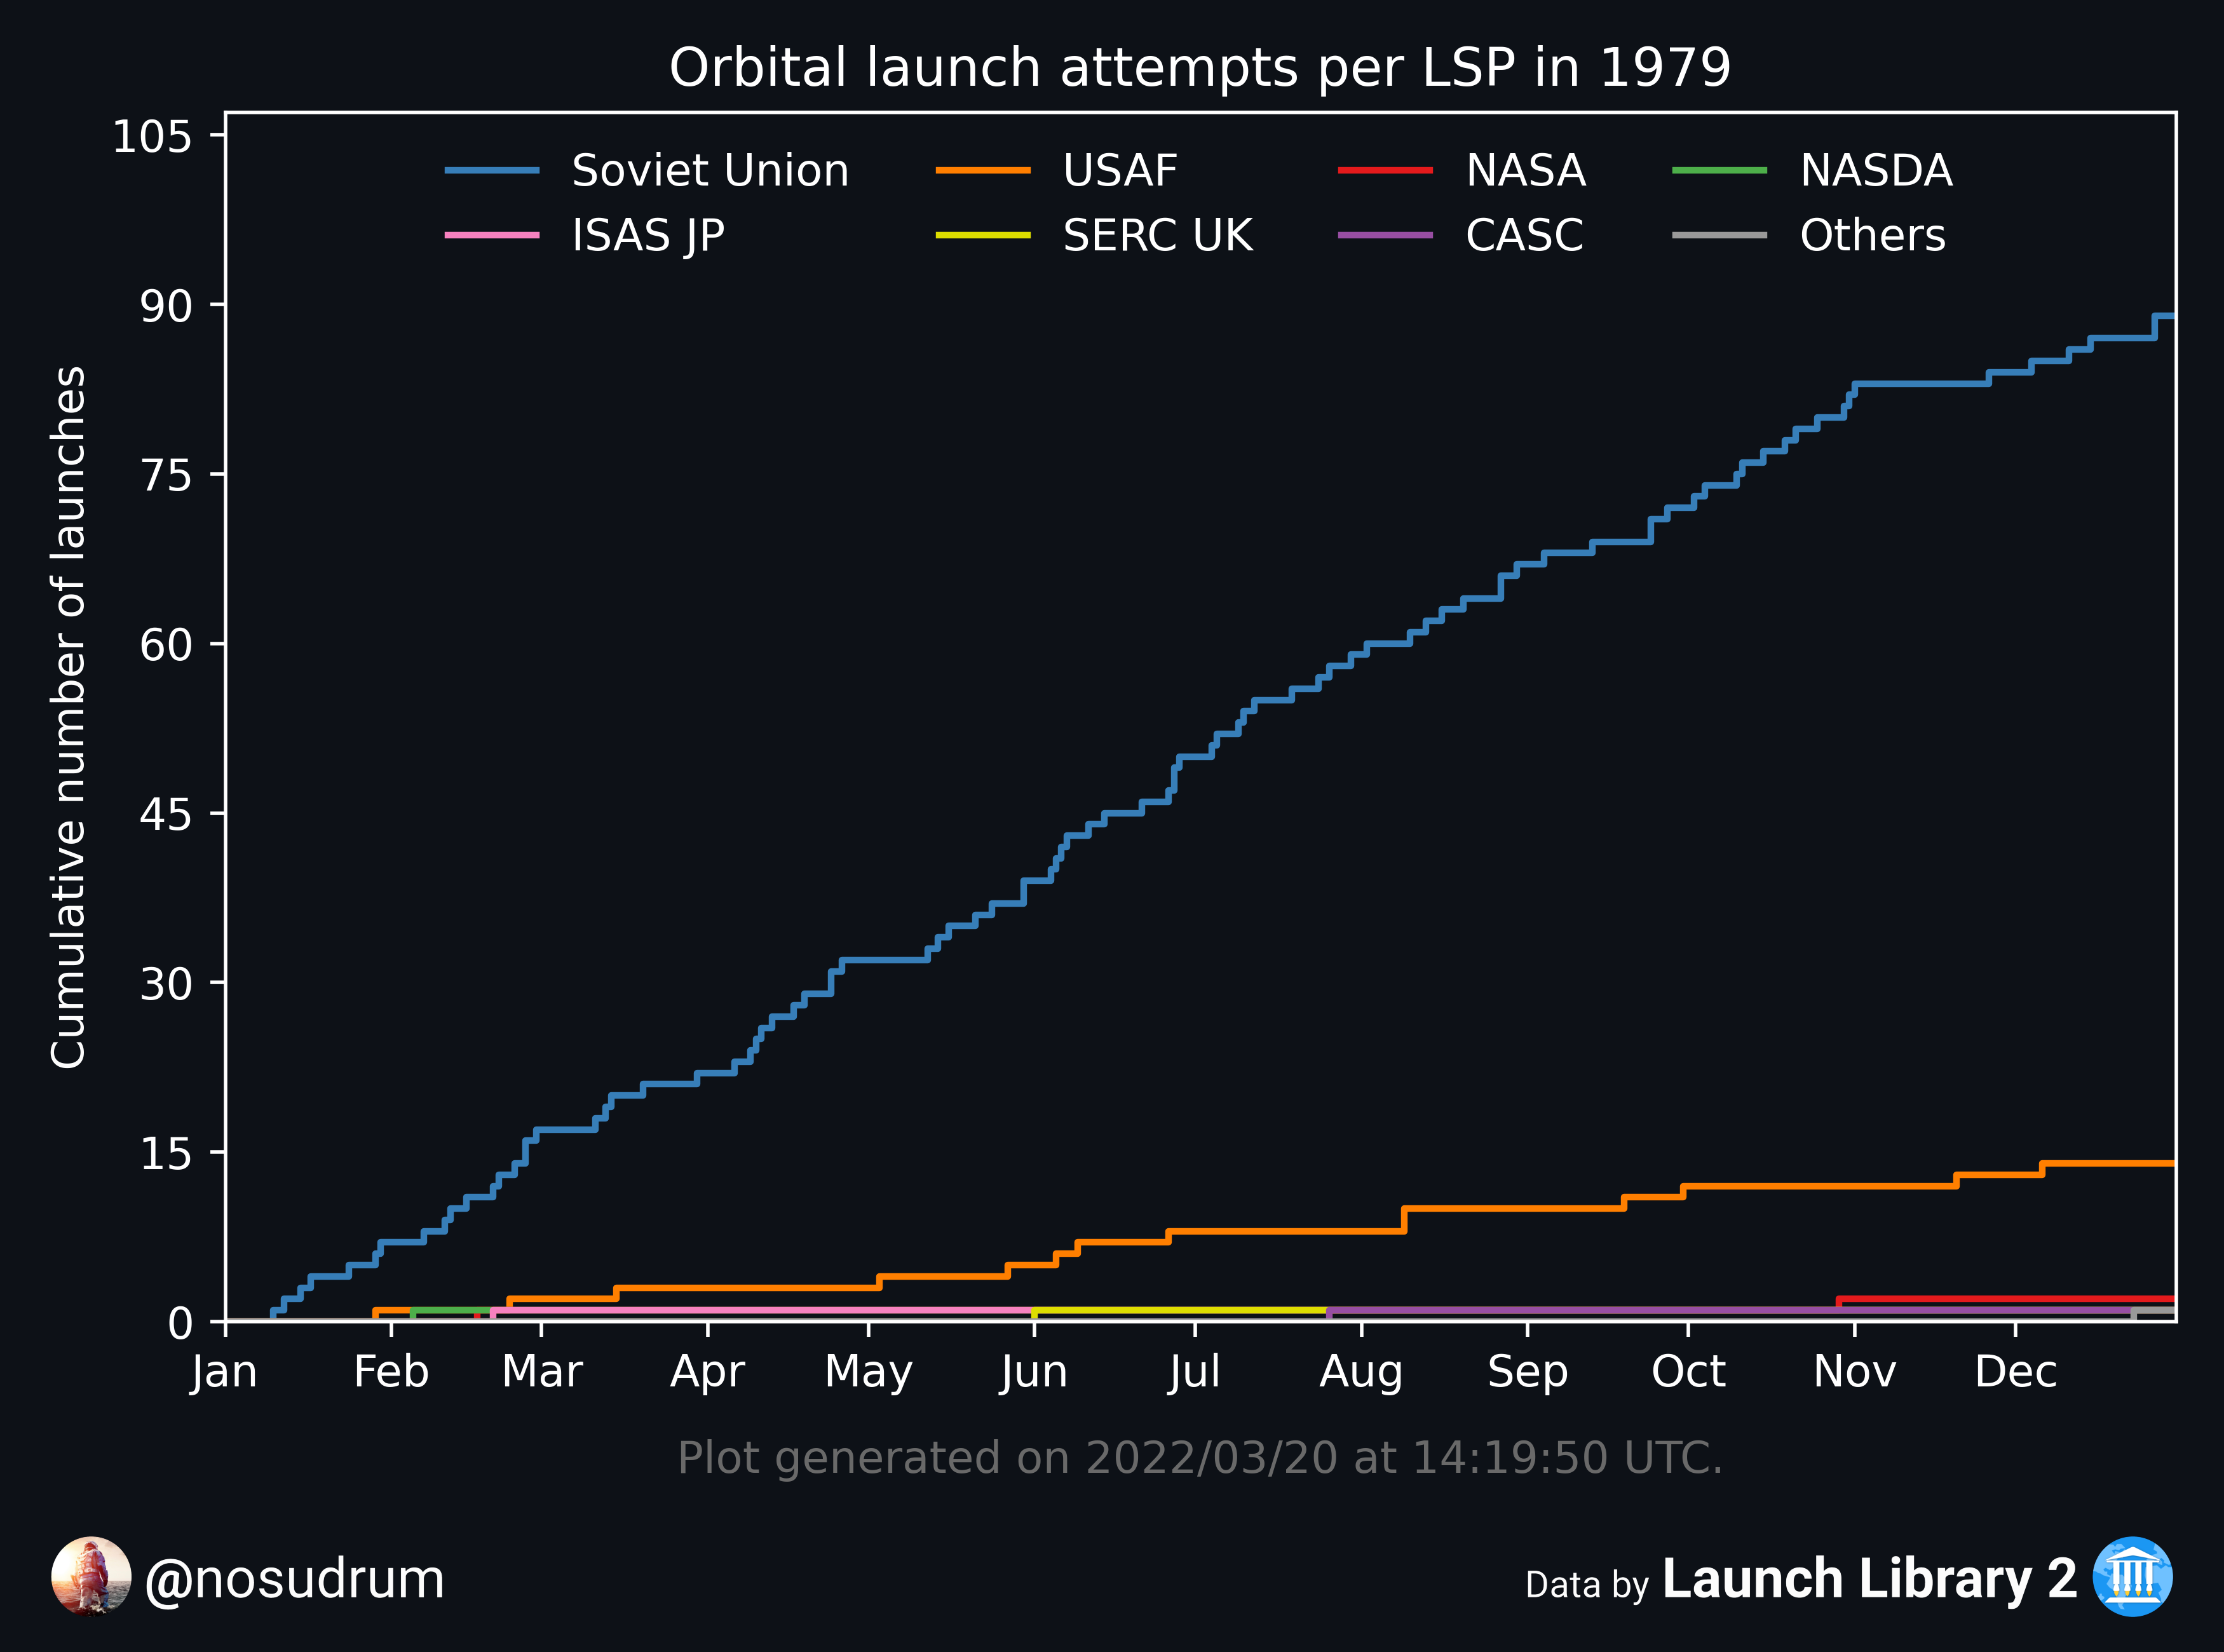 Orbital launch attempts per LSP in 1979
Soviet Union USAF NASA NASDA
ISAS JP SERC UK CASC Others
Cumulative number of launches
105
90
75
60
45
30
15
0
Jan Feb Mar Apr May Jun Jul Aug Sep Oct Nov Dec
Plot generated on 2022/03/20 at 14:19:50 UTC.
@nosudrum
Data by Launch Library 2